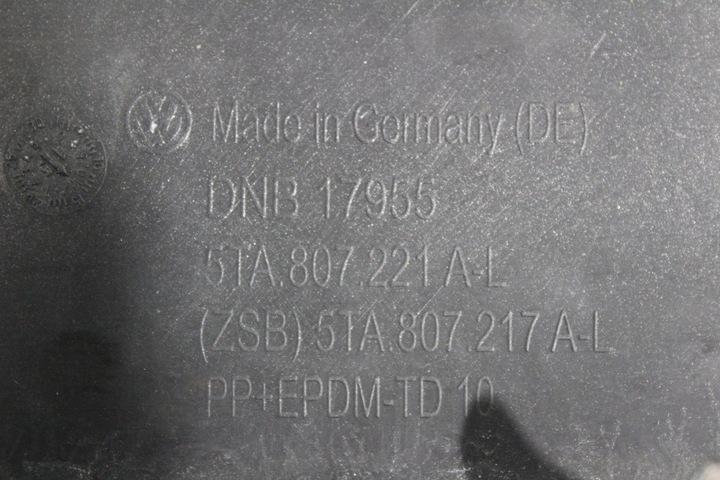 Made in Germany (DE)
DNB 17955
5TA.807.221 A-L
(ZSB) 5TA.807.217 A-L
PP+EPDM-TD 10